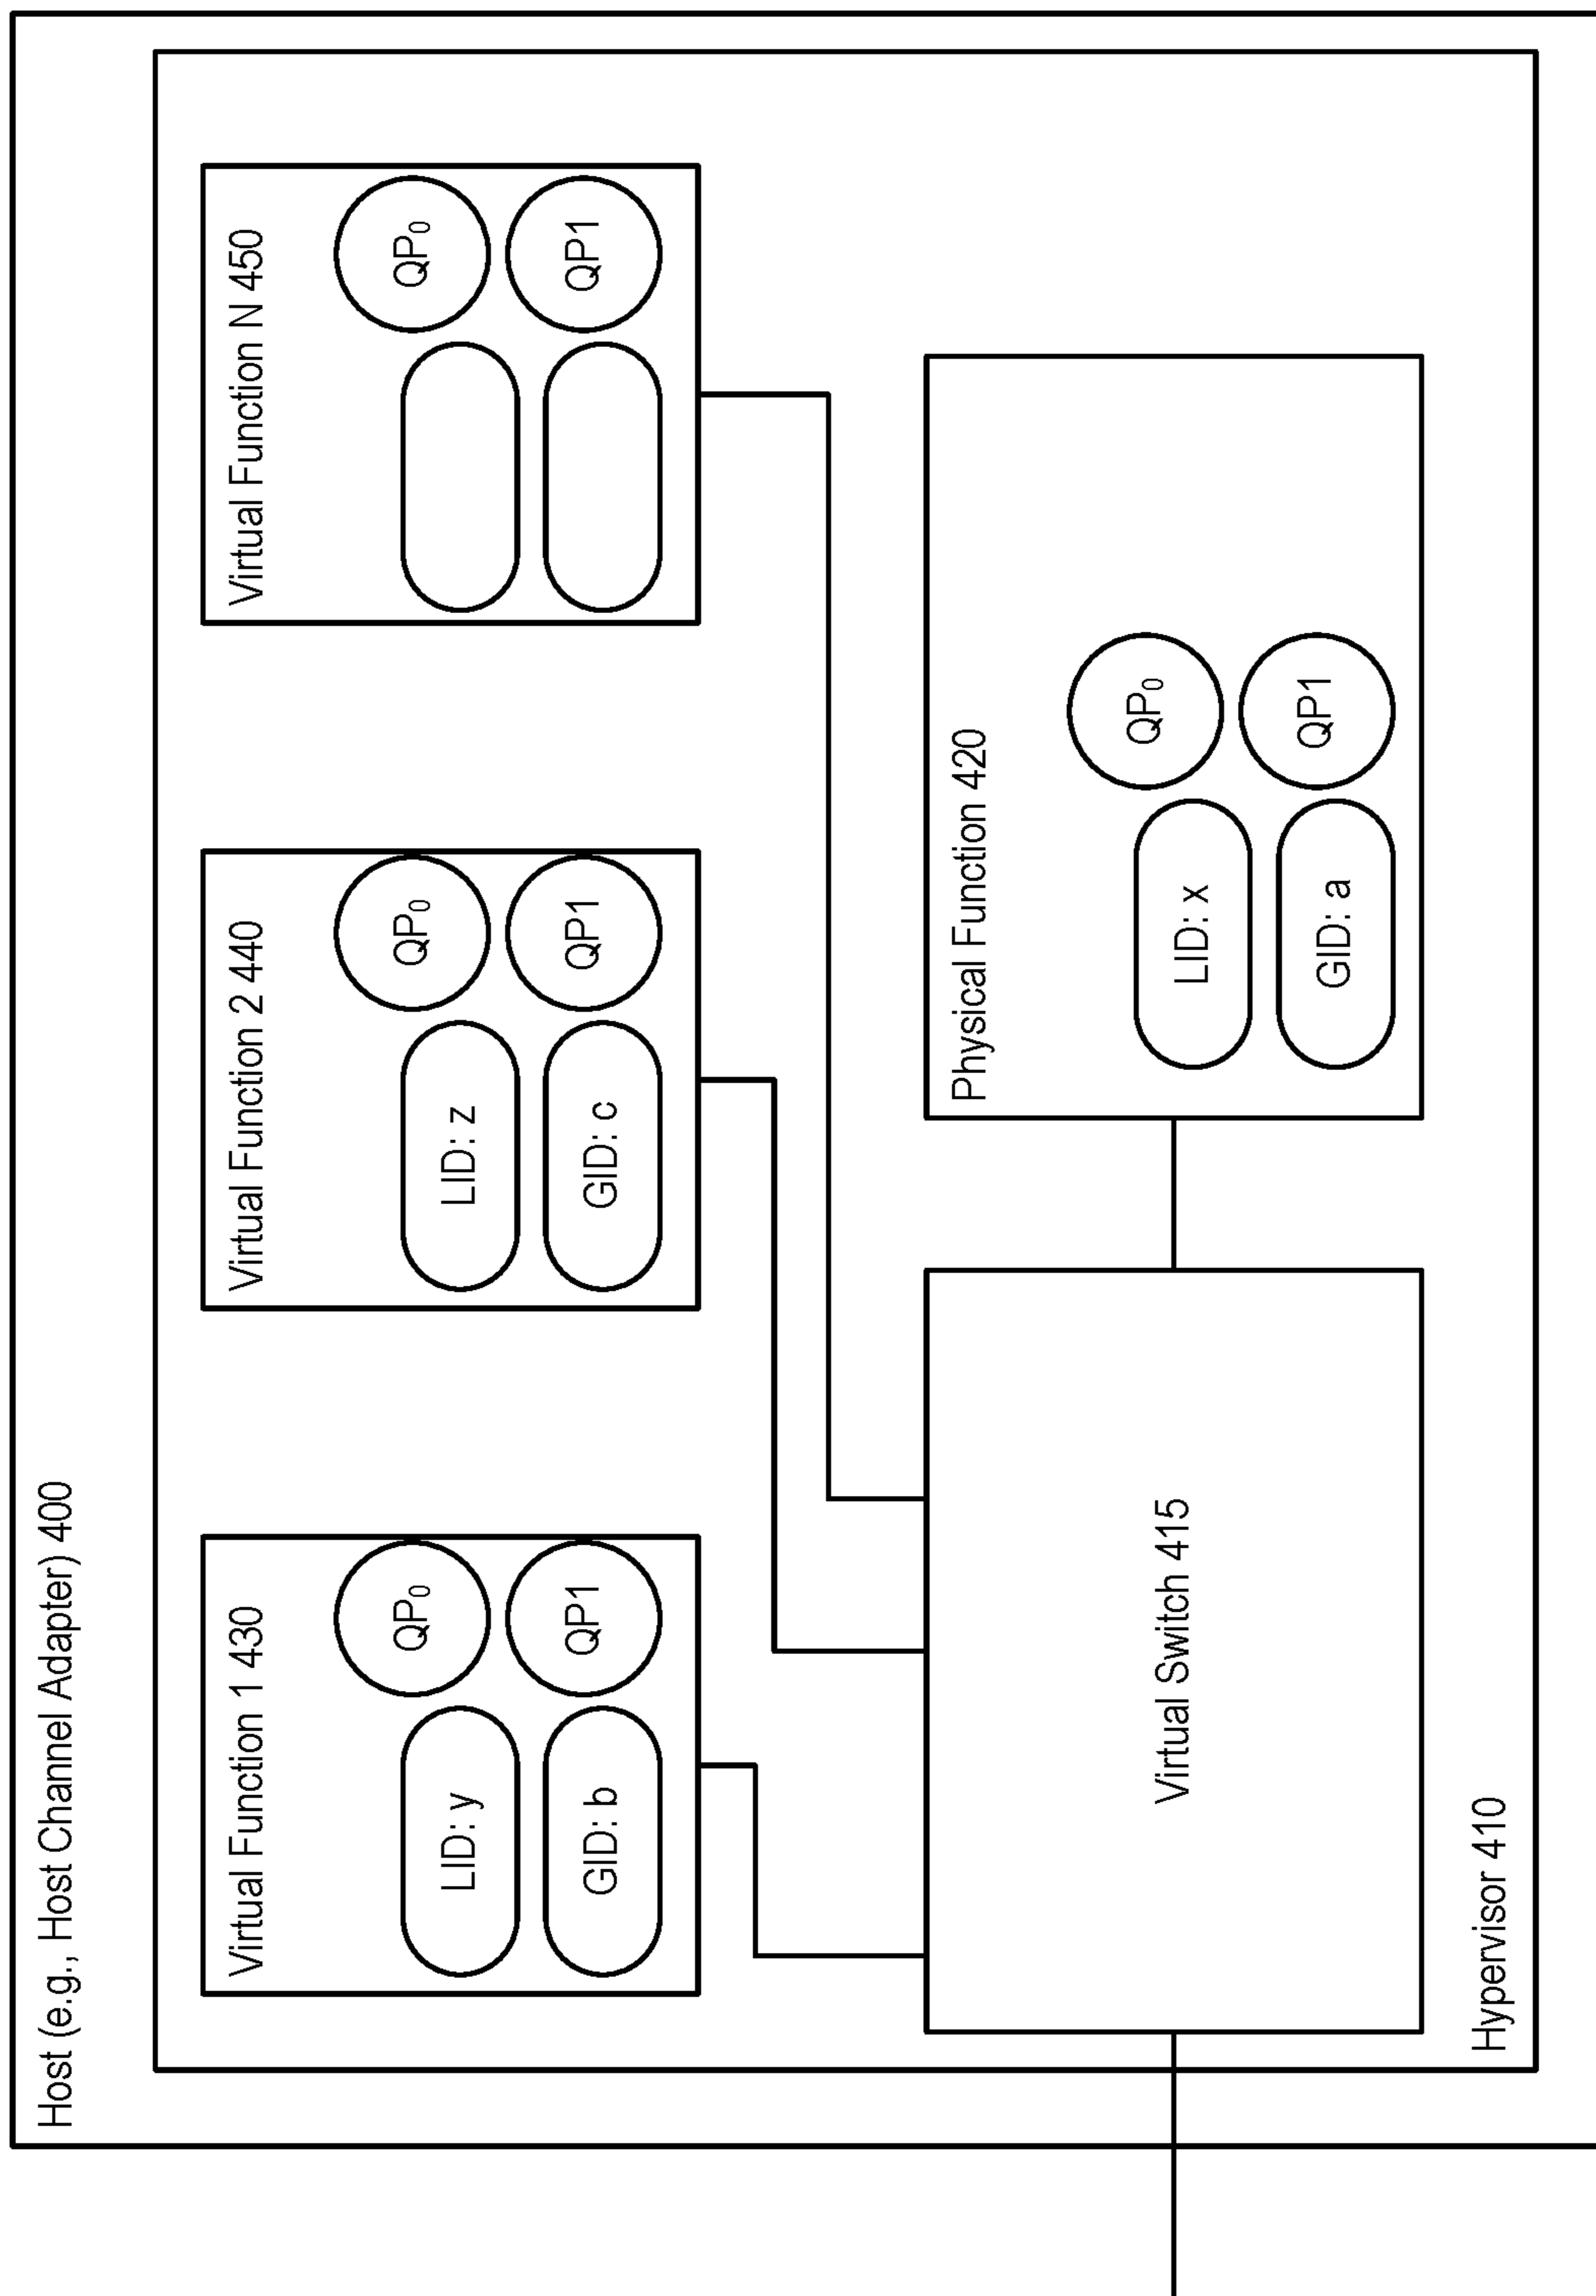 Host (e.g., Host Channel Adapter) 400
Virtual Function 1 430
LID: y
QP0
GID: b
QP1
Virtual Function 2 440
LID: z
QP0
GID: c
QP1
Virtual Function N 450
QP0
QP1
Virtual Switch 415
Physical Function 420
LID: x
QP0
GID: a
QP1
Hypervisor 410